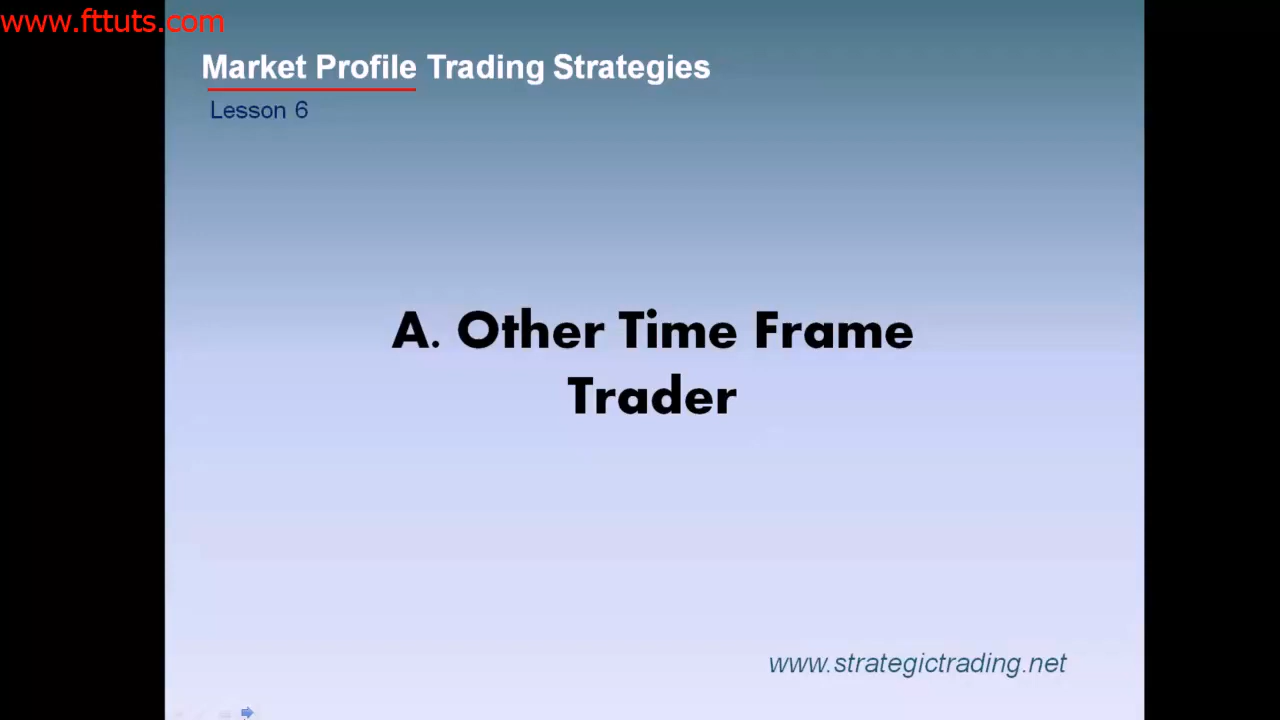 www.fttuts.com
Market Profile Trading Strategies
Lesson 6
A. Other Time Frame
Trader
www.strategictrading.net